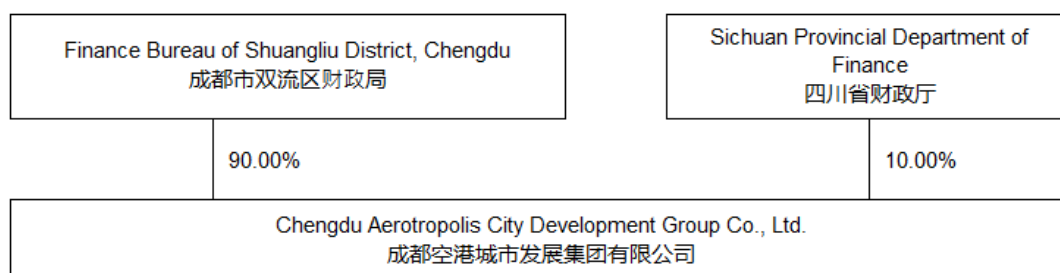 Finance Bureau of Shuangliu District, Chengdu
成都市双流区财政局
Sichuan Provincial Department of
Finance
四川省财政厅
90.00%
10.00%
Chengdu Aerotropolis City Development Group Co., Ltd.
成都空港城市发展集团有限公司